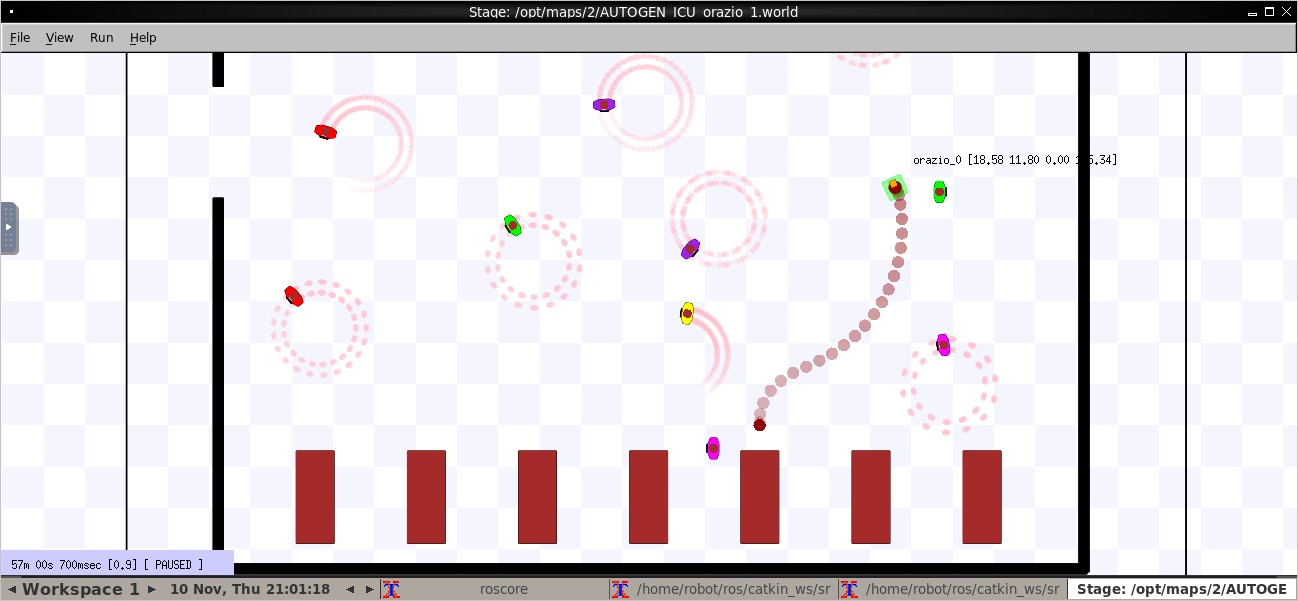 Stage: /opt/maps/2/AUTOGEN_ICU_orazio_1.world
File View Run Help
orazio_0 [18.58 11.80 0.00 5.34]
57m 00s 700msec [0.9] [ PAUSED ]
Workspace 1 10 Nov, Thu 21:01:18 roscore /home/robot/ros/catkin_ws/sr /home/robot/ros/catkin_ws/sr Stage: /opt/maps/2/AUTOGE